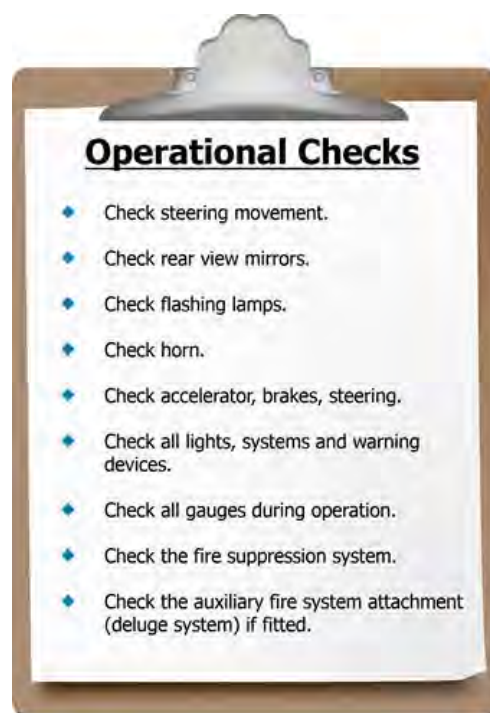 Operational Checks
Check steering movement.
Check rear view mirrors.
Check flashing lamps.
Check horn.
Check accelerator, brakes, steering.
Check all lights, systems and warning
devices.
Check all gauges during operation.
Check the fire suppression system.
Check the auxiliary fire system attachment
(deluge system) if fitted.